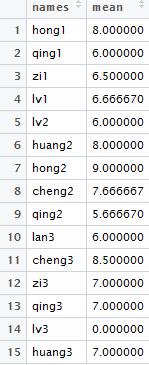 names mean
1 hong1 8.000000
2 qing1 6.000000
3 zi1 6.500000
4 lv1 6.666670
5 lv2 6.000000
6 huang2 8.000000
7 hong2 9.000000
8 cheng2 7.666667
9 qing2 5.666670
10 lan3 6.000000
11 cheng3 8.500000
12 zi3 7.000000
13 qing3 7.000000
14 lv3 0.000000
15 huang3 7.000000